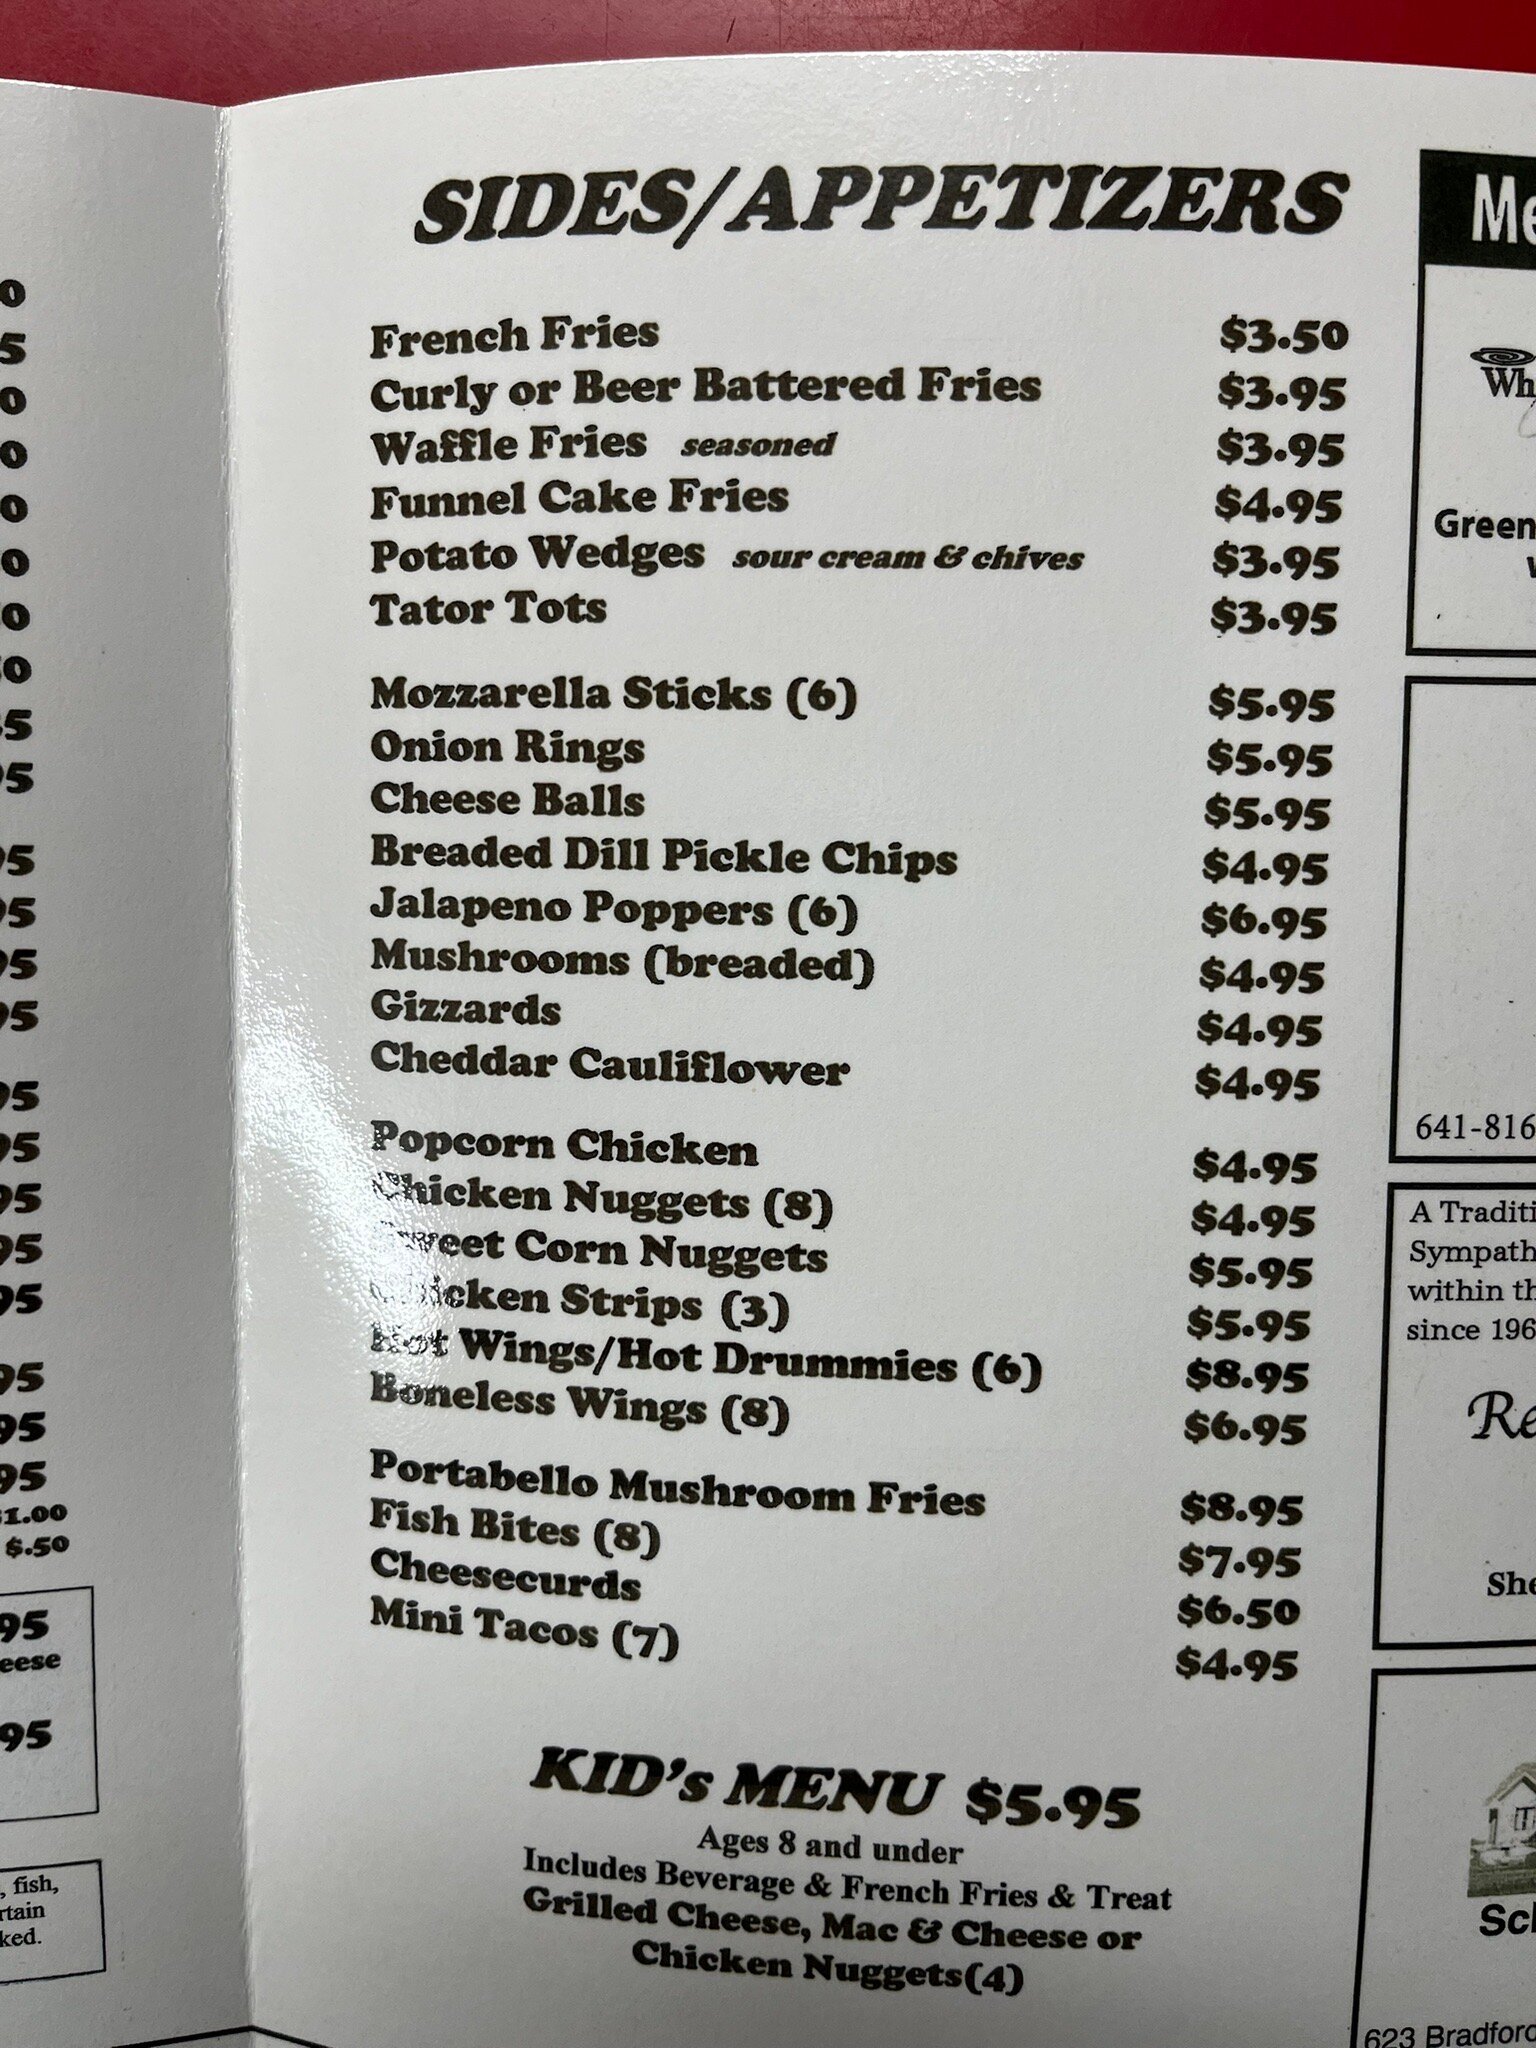 SIDES/APPETIZERS
French Fries $3.50
Curly or Beer Battered Fries $3.95
Waffle Fries seasoned $3.95
Funnel Cake Fries $4.95
Potato Wedges sour cream & chives $3.95
Tator Tots $3.95
Mozzarella Sticks (6) $5.95
Onion Rings $5.95
Cheese Balls $5.95
Breaded Dill Pickle Chips $4.95
Jalapeno Poppers (6) $6.95
Mushrooms (breaded) $4.95
Gizzards $4.95
Cheddar Cauliflower $4.95
Popcorn Chicken $4.95
Chicken Nuggets (8) $4.95
Sweet Corn Nuggets $5.95
Chicken Strips (3) $5.95
Hot Wings/Hot Drummies (6) $8.95
Boneless Wings (8) $6.95
Portabello Mushroom Fries $8.95
Fish Bites (8) $7.95
Cheesecurds $6.50
Mini Tacos (7) $4.95
KID's MENU $5.95
Ages 8 and under
Includes Beverage & French Fries & Treat
Grilled Cheese, Mac & Cheese or
Chicken Nuggets(4)
$.50
, fish,
Green
641-816
A Traditi
Sympath
within th
since 196
Re
She
Sch
623 Bradford